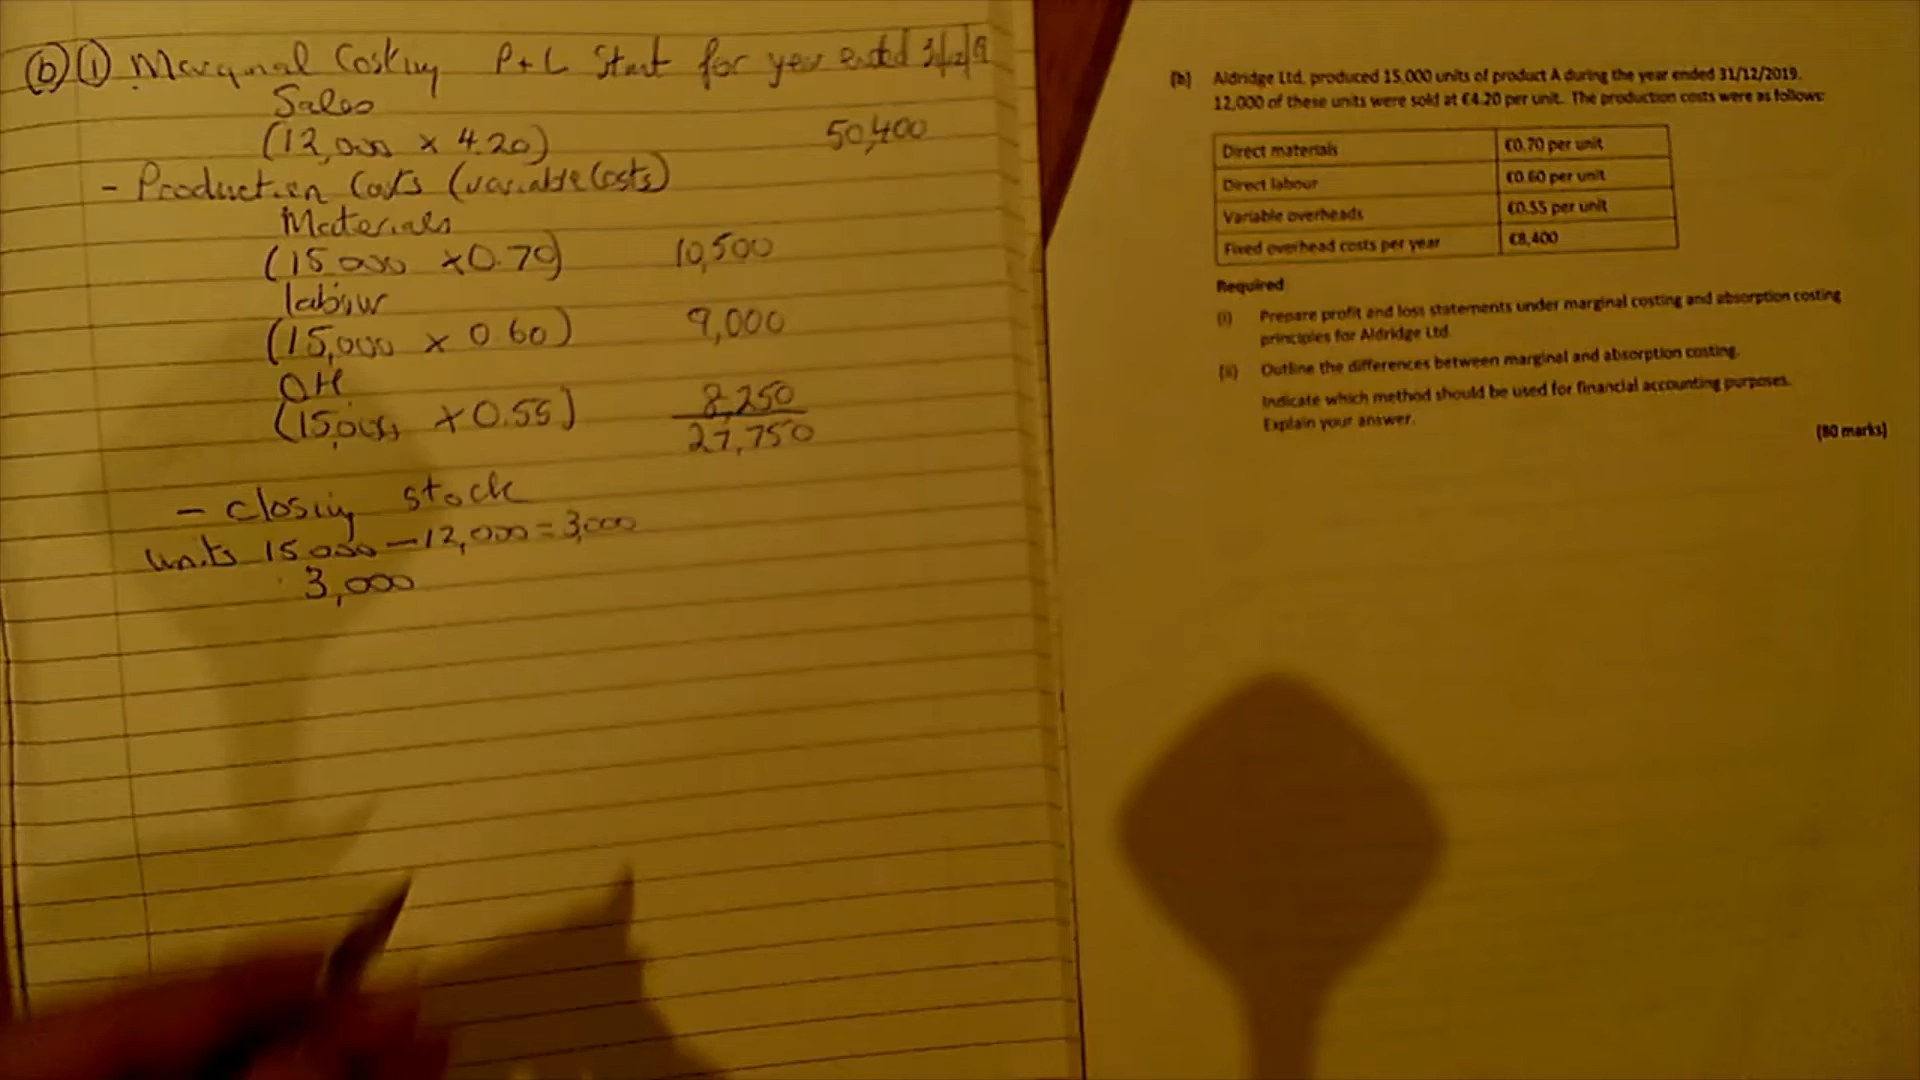 (b) (1) Marginal Costing P+L Stmt for year ended 31/12/19
Sales
(12,000 × 4.20) 50,400
- Production Costs (variable Costs)
Materials
(15000 × 0.70) 10,500
labour
(15,000 × 0 60) 9,000
OH
(15,000, × 0.55) 8,250
27,750
- closing stock
units 15000 - 12,000 = 3,000
3,000
(b) Aldridge Ltd. produced 15,000 units of product A during the year ended 31/12/2019.
12,000 of these units were sold at €4.20 per unit. The production costs were as follows:
Direct materials €0.70 per unit
Direct labour €0.60 per unit
Variable overheads €0.55 per unit
Fixed overhead costs per year €8,400
Required
(i) Prepare profit and loss statements under marginal costing and absorption costing
principles for Aldridge Ltd.
(ii) Outline the differences between marginal and absorption costing.
Indicate which method should be used for financial accounting purposes.
Explain your answer.
(80 marks)